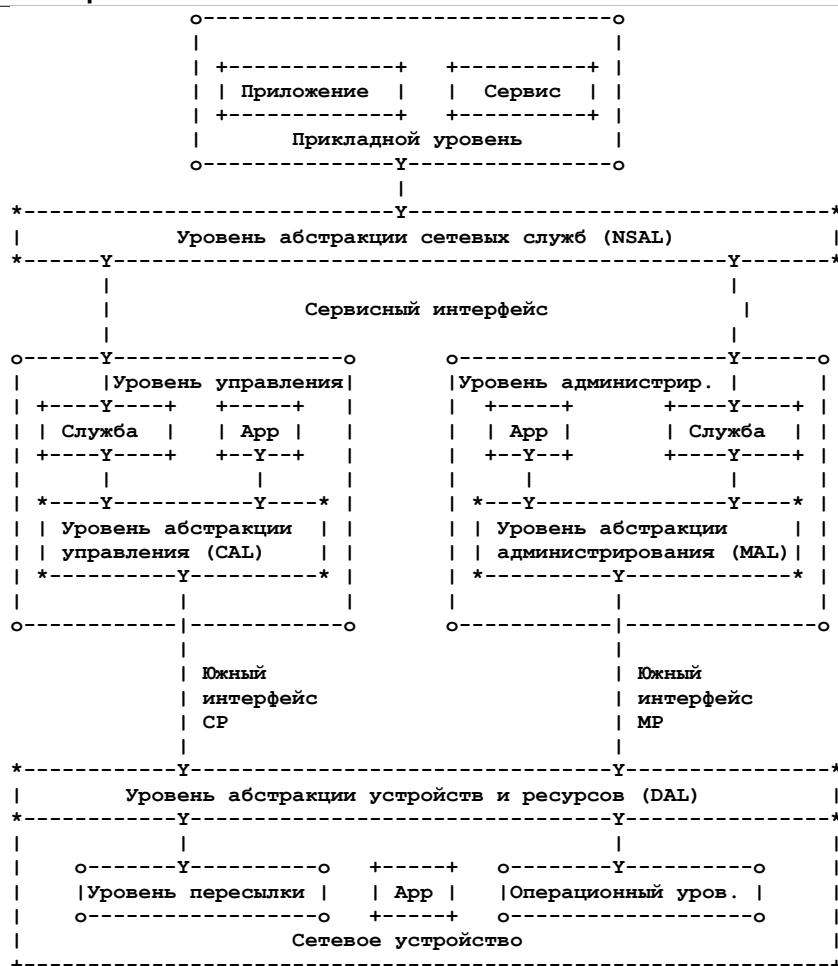 Приложение Сервис
Прикладной уровень
Уровень абстракции сетевых служб (NSAL)
Сервисный интерфейс
Уровень управления Уровень администрир.
Служба App App Служба
Уровень абстракции Уровень абстракции
управления (CAL) администрирования (MAL)
Южный Южный
интерфейс интерфейс
CP MP
Уровень абстракции устройств и ресурсов (DAL)
Уровень пересылки App Операционный уров.
Сетевое устройство